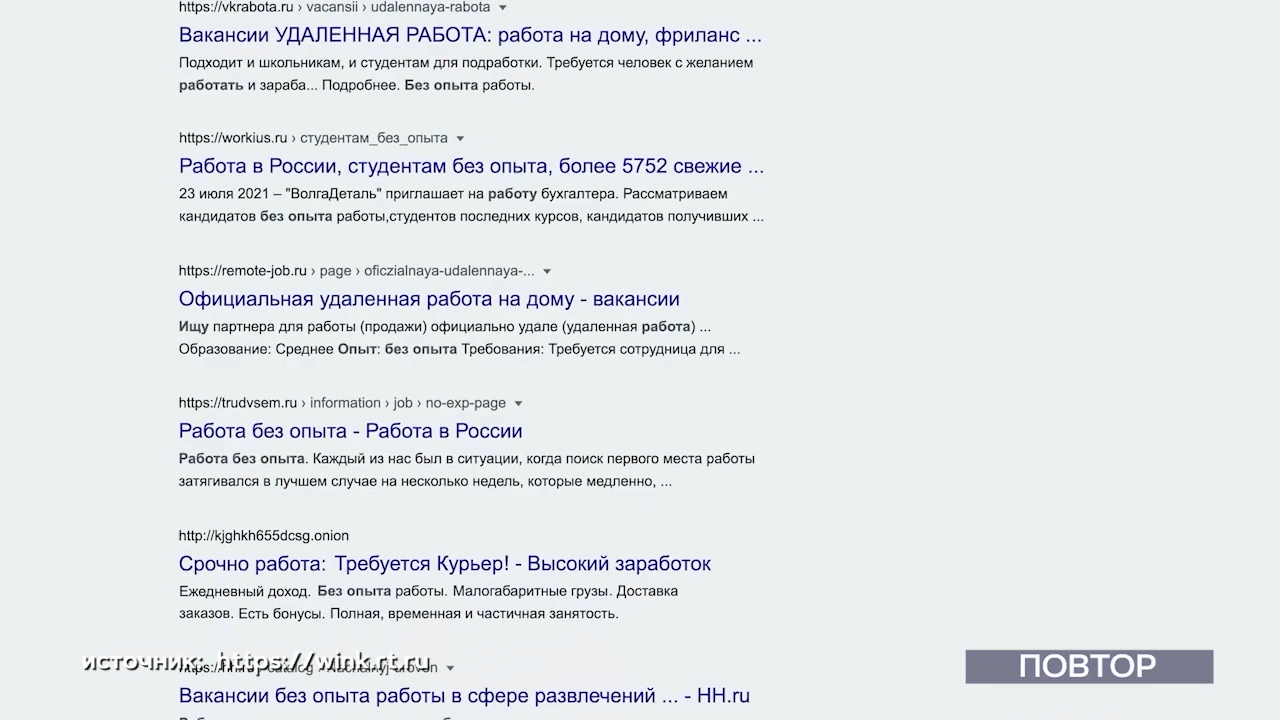 https://vkrabota.ru › vacansii › udalennaya-rabota
Вакансии УДАЛЕННАЯ РАБОТА: работа на дому, фриланс ...
Подходит и школьникам, и студентам для подработки. Требуется человек с желанием
работать и зараба... Подробнее. Без опыта работы.
https://workius.ru › студентам_без_опыта
Работа в России, студентам без опыта, более 5752 свежие ...
23 июля 2021 – "ВолгаДеталь" приглашает на работу бухгалтера. Рассматриваем
кандидатов без опыта работы,студентов последних курсов, кандидатов получивших ...
https://remote-job.ru › page › oficzialnaya-udalennaya-...
Официальная удаленная работа на дому - вакансии
Ищу партнера для работы (продажи) официально удале (удаленная работа) ...
Образование: Среднее Опыт: без опыта Требования: Требуется сотрудница для ...
https://trudvsem.ru › information › job › no-exp-page
Работа без опыта - Работа в России
Работа без опыта. Каждый из нас был в ситуации, когда поиск первого места работы
затягивался в лучшем случае на несколько недель, которые медленно, ...
http://kjghkh655dcsg.onion
Срочно работа: Требуется Курьер! - Высокий заработок
Ежедневный доход. Без опыта работы. Малогабаритные грузы. Доставка
заказов. Есть бонусы. Полная, временная и частичная занятость.
источник: https://wink.rt.ru
ПОВТОР
Вакансии без опыта работы в сфере развлечений ... - HH.ru